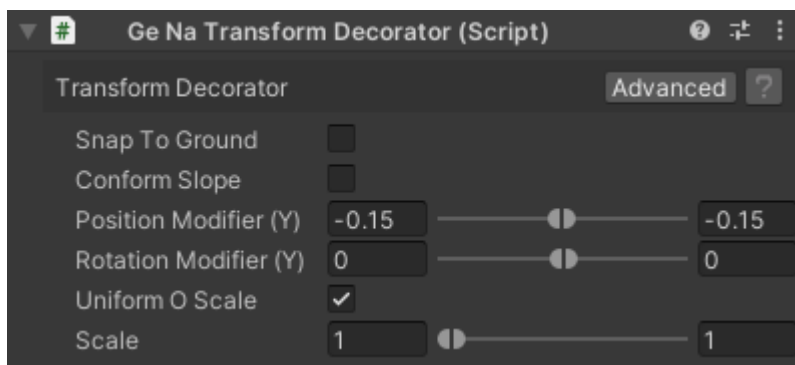 # Ge Na Transform Decorator (Script) ?
Transform Decorator Advanced ?
Snap To Ground
Conform Slope
Position Modifier (Y) -0.15 -0.15
Rotation Modifier (Y) 0 0
Uniform O Scale
Scale 1 1